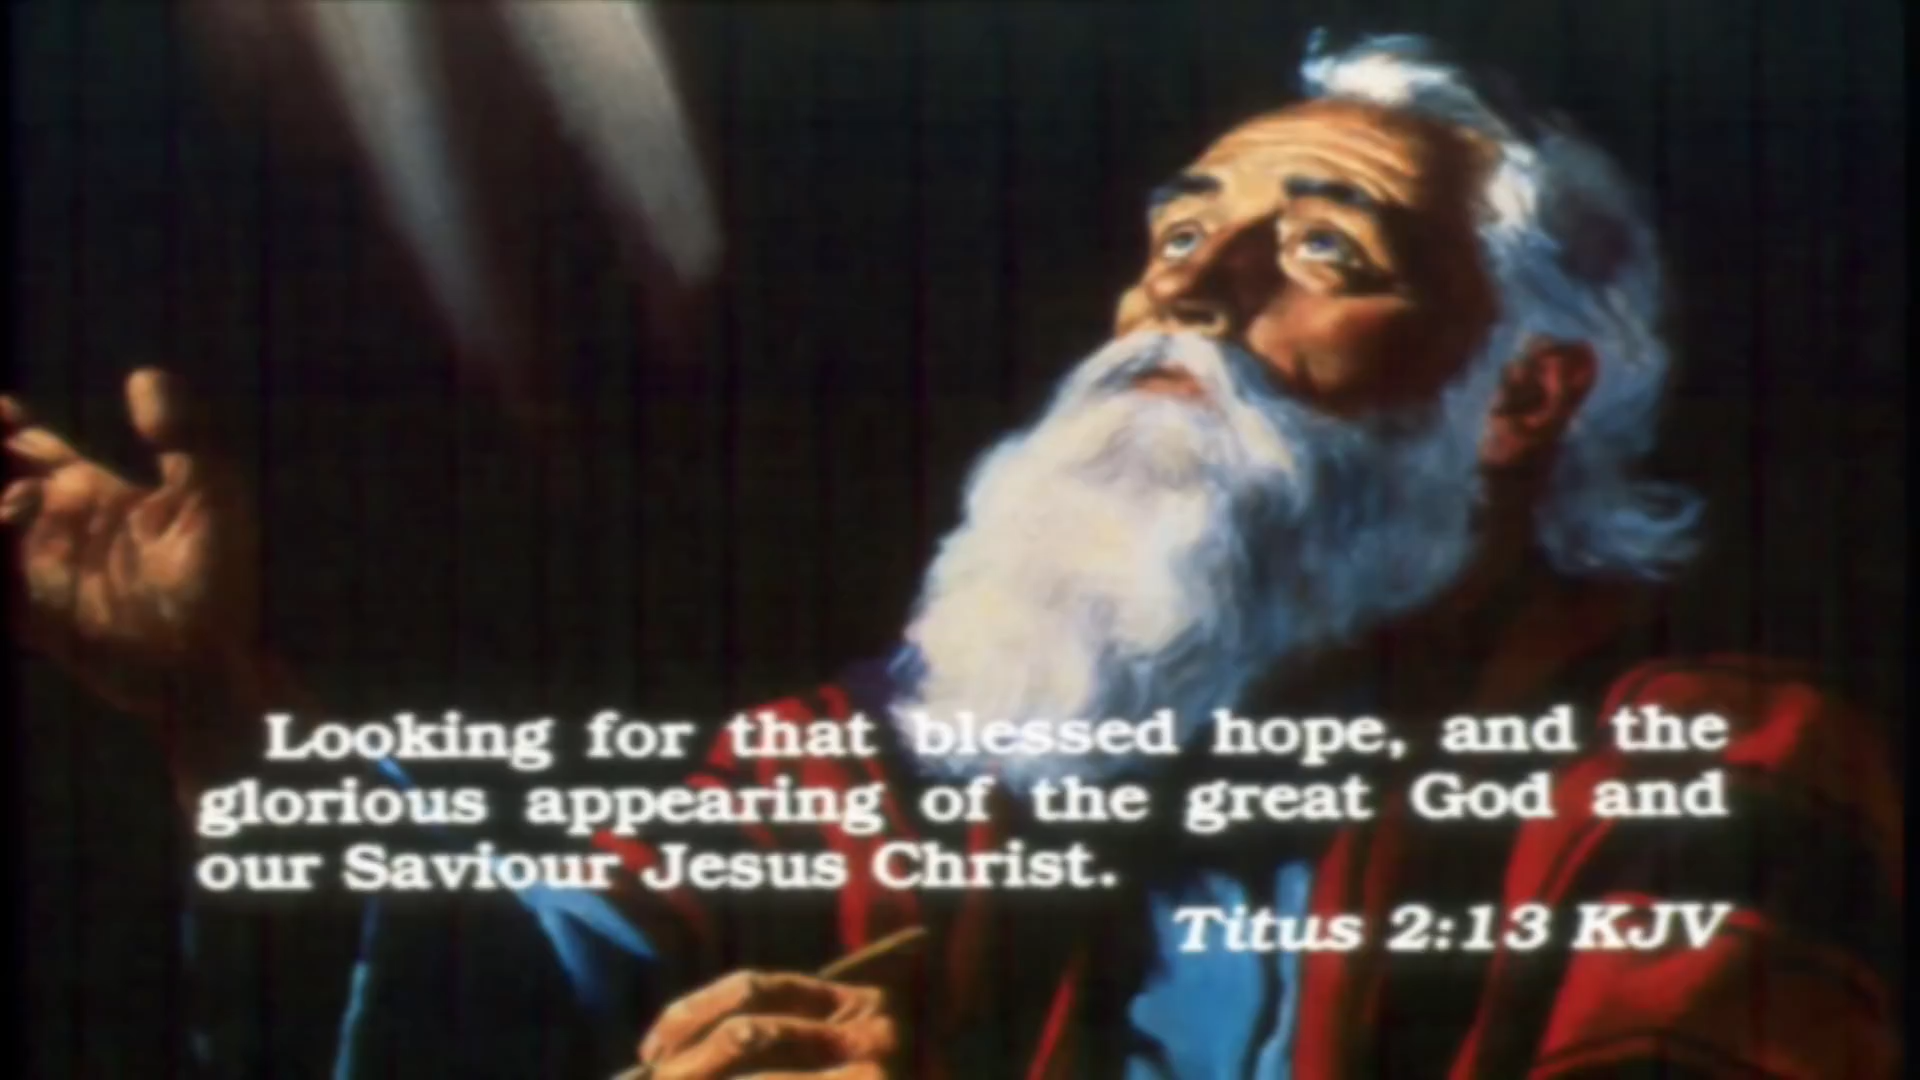 Looking for that blessed hope, and the
glorious appearing of the great God and
our Saviour Jesus Christ.
Titus 2:13 KJV